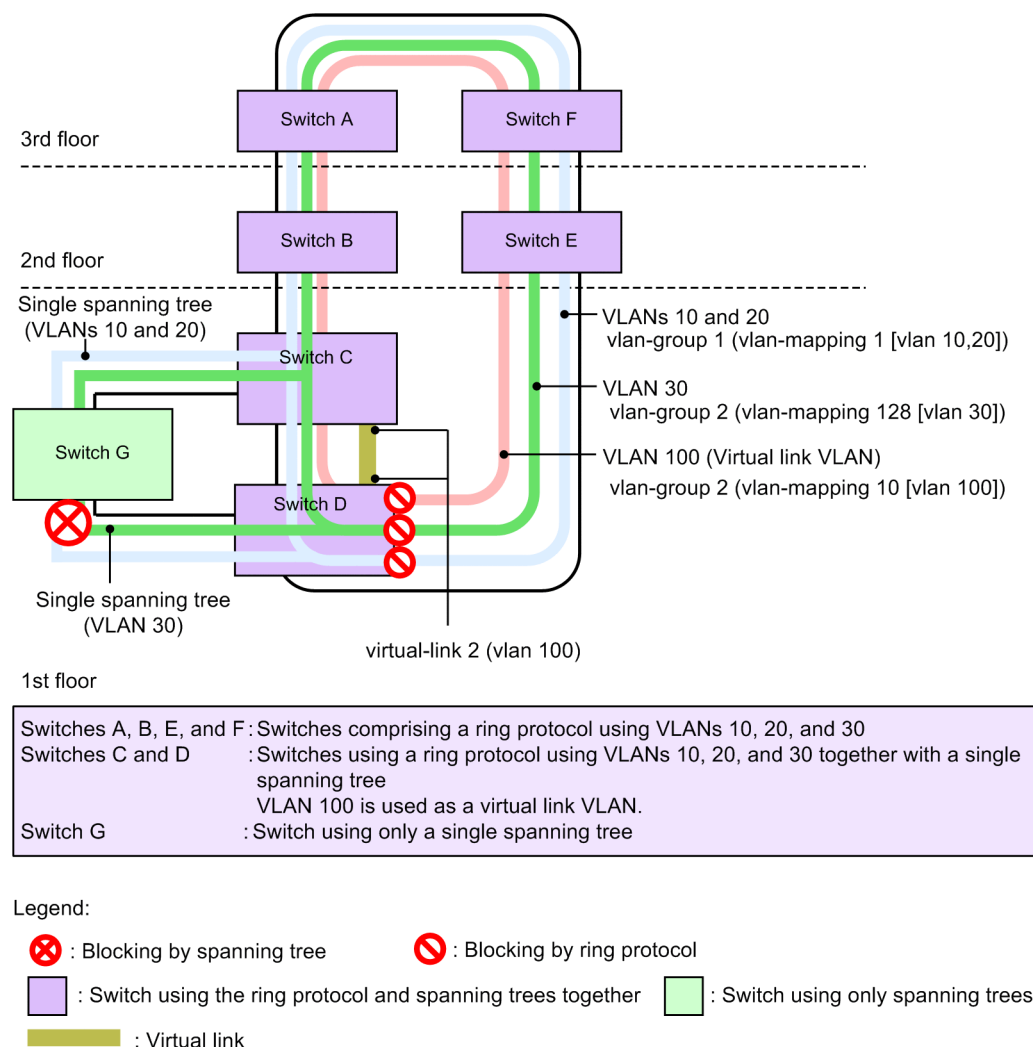 Switch A
Switch F
3rd floor
Switch B
Switch E
2nd floor
Single spanning tree
(VLANs 10 and 20)
VLANs 10 and 20
vlan-group 1 (vlan-mapping 1 [vlan 10,20])
Switch C
VLAN 30
vlan-group 2 (vlan-mapping 128 [vlan 30])
Switch G
VLAN 100 (Virtual link VLAN)
vlan-group 2 (vlan-mapping 10 [vlan 100])
Switch D
Single spanning tree
(VLAN 30)
virtual-link 2 (vlan 100)
1st floor
Switches A, B, E, and F : Switches comprising a ring protocol using VLANs 10, 20, and 30
Switches C and D : Switches using a ring protocol using VLANs 10, 20, and 30 together with a single
spanning tree
VLAN 100 is used as a virtual link VLAN.
Switch G : Switch using only a single spanning tree
Legend:
: Blocking by spanning tree
: Blocking by ring protocol
: Switch using the ring protocol and spanning trees together
: Switch using only spanning trees
: Virtual link